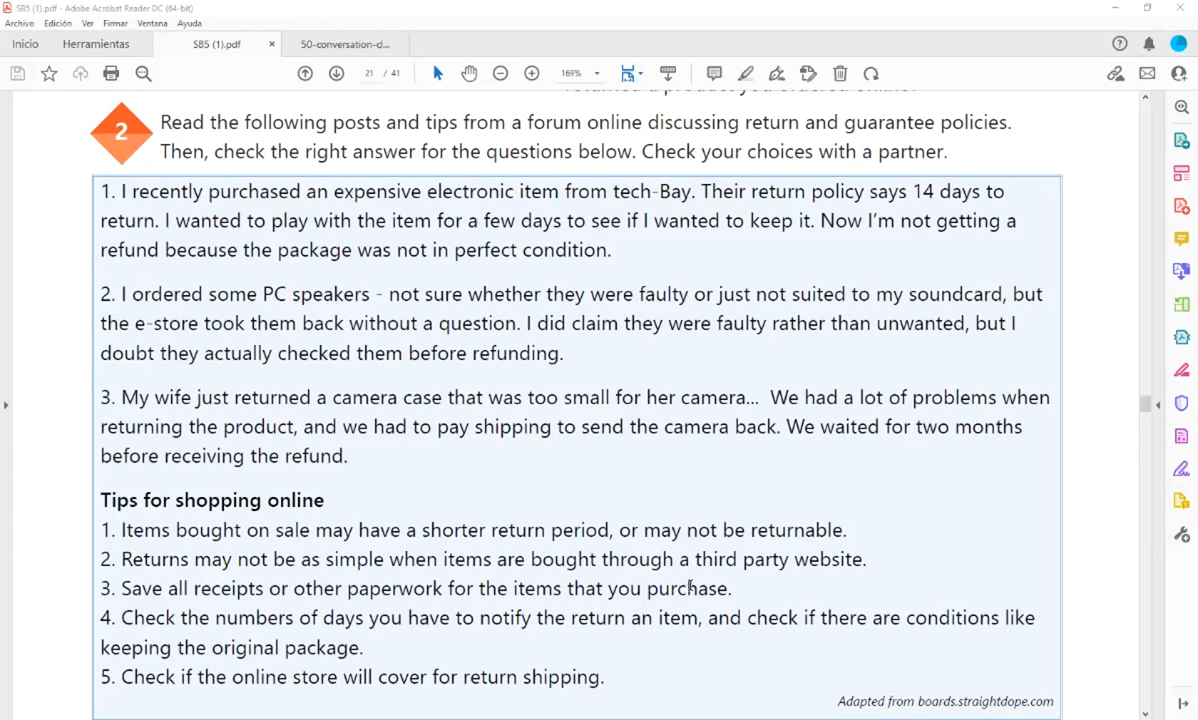 SB5 (1).pdf - Adobe Acrobat Reader DC (64-bit)
Archivo Edición Ver Firmar Ventana Ayuda
Inicio Herramientas SB5 (1).pdf × 50-conversation-d...
21 / 41 169%
2 Read the following posts and tips from a forum online discussing return and guarantee policies.
Then, check the right answer for the questions below. Check your choices with a partner.
1. I recently purchased an expensive electronic item from tech-Bay. Their return policy says 14 days to
return. I wanted to play with the item for a few days to see if I wanted to keep it. Now I'm not getting a
refund because the package was not in perfect condition.
2. I ordered some PC speakers - not sure whether they were faulty or just not suited to my soundcard, but
the e-store took them back without a question. I did claim they were faulty rather than unwanted, but I
doubt they actually checked them before refunding.
3. My wife just returned a camera case that was too small for her camera... We had a lot of problems when
returning the product, and we had to pay shipping to send the camera back. We waited for two months
before receiving the refund.
Tips for shopping online
1. Items bought on sale may have a shorter return period, or may not be returnable.
2. Returns may not be as simple when items are bought through a third party website.
3. Save all receipts or other paperwork for the items that you purchase.
4. Check the numbers of days you have to notify the return an item, and check if there are conditions like
keeping the original package.
5. Check if the online store will cover for return shipping.
Adapted from boards.straightdope.com